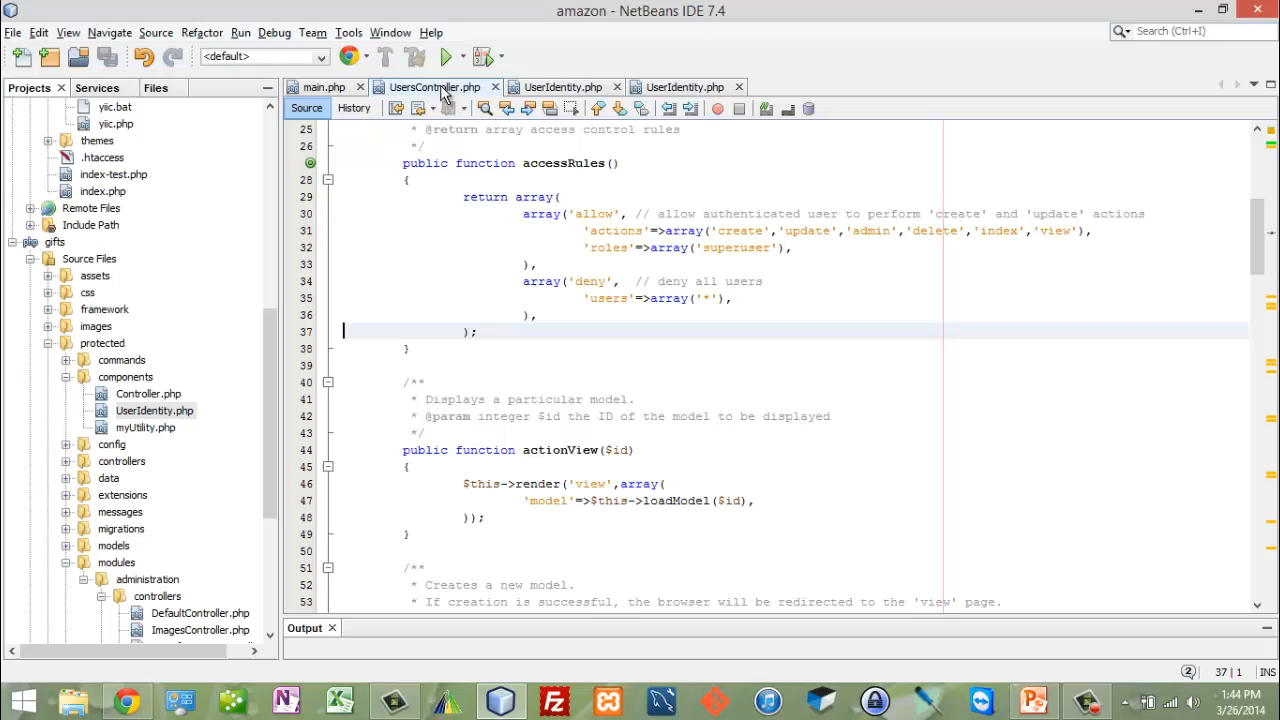 amazon - NetBeans IDE 7.4
File Edit View Navigate Source Refactor Run Debug Team Tools Window Help
Search (Ctrl+I)
<default>
Projects Services Files
main.php UsersController.php UserIdentity.php UserIdentity.php
Source History
yiic.bat
yiic.php
themes
.htaccess
index-test.php
index.php
Remote Files
Include Path
gifts
Source Files
assets
css
framework
images
protected
commands
components
Controller.php
UserIdentity.php
myUtility.php
config
controllers
data
extensions
messages
migrations
models
modules
administration
controllers
DefaultController.php
ImagesController.php
25 * @return array access control rules
26 */
27 public function accessRules()
28 {
29 return array(
30 array('allow', // allow authenticated user to perform 'create' and 'update' actions
31 'actions'=>array('create','update','admin','delete','index','view'),
32 'roles'=>array('superuser'),
33 ),
34 array('deny', // deny all users
35 'users'=>array('*'),
36 ),
37 );
38 }
39
40 /**
41 * Displays a particular model.
42 * @param integer $id the ID of the model to be displayed
43 */
44 public function actionView($id)
45 {
46 $this->render('view',array(
47 'model'=>$this->loadModel($id),
48 ));
49 }
50
51 /**
52 * Creates a new model.
53 * If creation is successful, the browser will be redirected to the 'view' page.
Output
2 37 | 1 INS
1:44 PM
3/26/2014